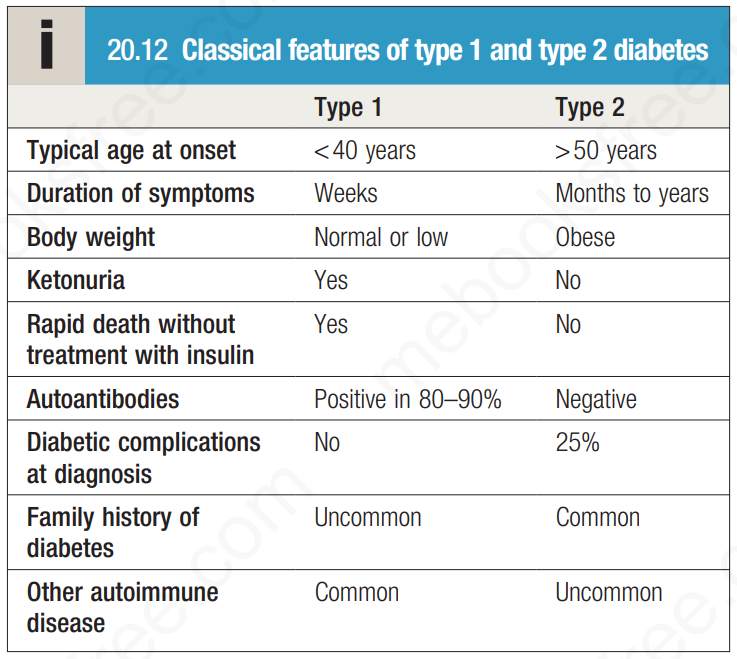 i
20.12 Classical features of type 1 and type 2 diabetes
Type 1 Type 2
Typical age at onset <40 years >50 years
Duration of symptoms Weeks Months to years
Body weight Normal or low Obese
Ketonuria Yes No
Rapid death without
treatment with insulin Yes No
Autoantibodies Positive in 80–90% Negative
Diabetic complications
at diagnosis No 25%
Family history of
diabetes Uncommon Common
Other autoimmune
disease Common Uncommon
mebooksfree.com